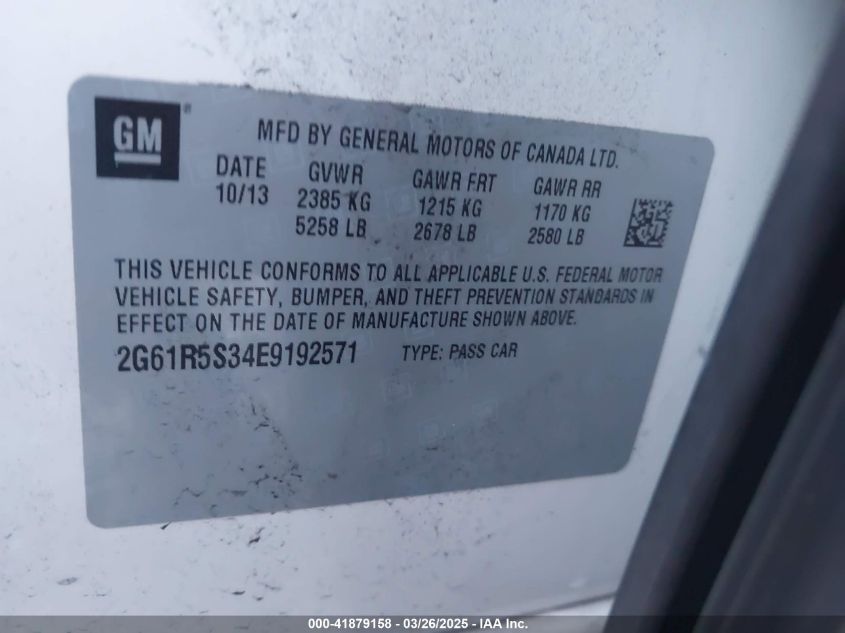 GM ®
MFD BY GENERAL MOTORS OF CANADA LTD.
DATE GVWR GAWR FRT GAWR RR
10/13 2385 KG 1215 KG 1170 KG
5258 LB 2678 LB 2580 LB
THIS VEHICLE CONFORMS TO ALL APPLICABLE U.S. FEDERAL MOTOR
VEHICLE SAFETY, BUMPER, AND THEFT PREVENTION STANDARDS IN
EFFECT ON THE DATE OF MANUFACTURE SHOWN ABOVE.
2G61R5S34E9192571 TYPE: PASS CAR
000-41879158 - 03/26/2025 - IAA Inc.